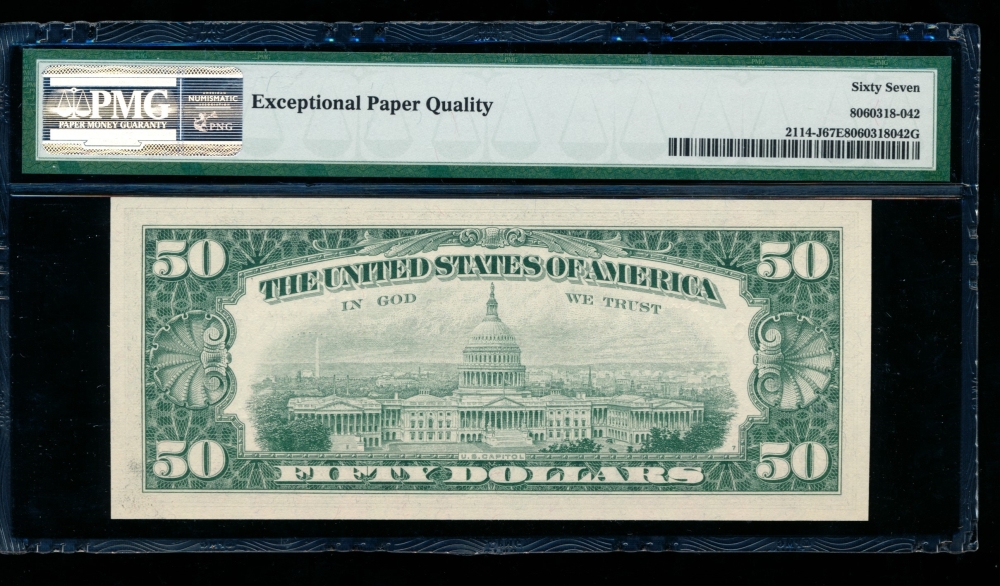 PMG
PAPER MONEY GUARANTY
NUMISMATIC
PNG
Exceptional Paper Quality
Sixty Seven
8060318-042
2114-J67E8060318042G
50
50
THE UNITED STATES OF AMERICA
IN GOD WE TRUST
U.S. CAPITOL
50
50
FIFTY DOLLARS